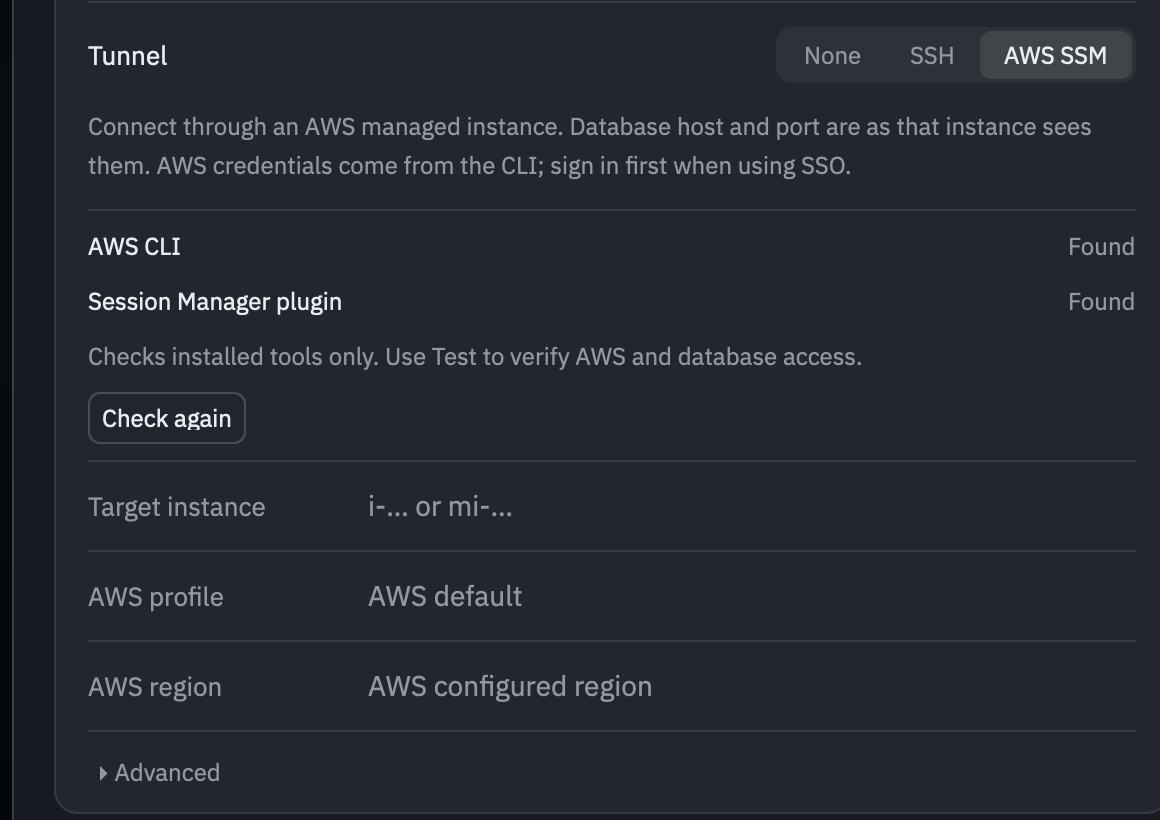 Tunnel
None SSH AWS SSM
Connect through an AWS managed instance. Database host and port are as that instance sees
them. AWS credentials come from the CLI; sign in first when using SSO.
AWS CLI Found
Session Manager plugin Found
Checks installed tools only. Use Test to verify AWS and database access.
Check again
Target instance i-... or mi-...
AWS profile AWS default
AWS region AWS configured region
Advanced